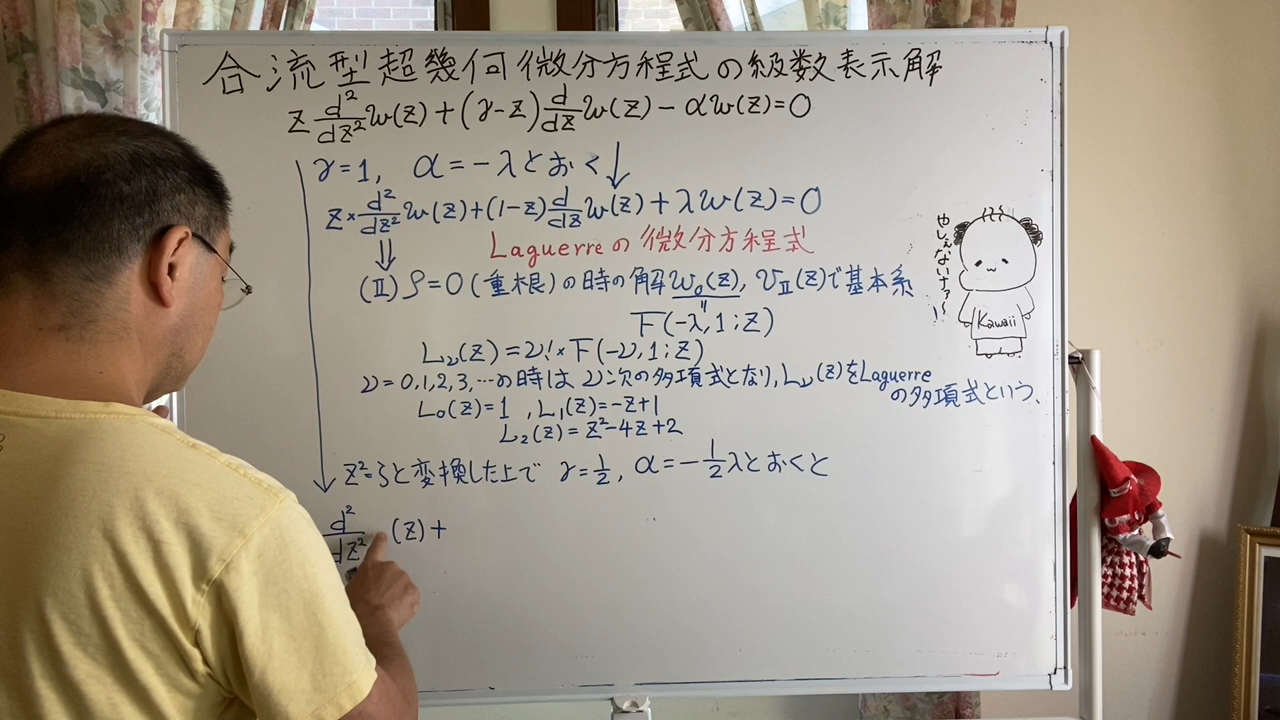 合流型超幾何微分方程式の級数表示解
z d²/dz² w(z) + (γ-z) d/dz w(z) - αw(z) = 0
γ=1, α=-λとおく↓
z × d²/dz² w(z) + (1-z) d/dz w(z) + λw(z) = 0
⇓ Laguerreの微分方程式
(II) ρ=0(重根)の時の解w₀(z), v_II(z)で基本系
"
F(-λ, 1; z)
L_ν(z) = ν! × F(-ν, 1; z)
ν=0,1,2,3,…の時はν次の多項式となり, L_ν(z)をLaguerre
の多項式という、
L₀(z)=1 , L₁(z)=-z+1
L₂(z)=z²-4z+2
z²=ζと変換した上で γ=1/2, α=-1/2λとおくと
d²/dz² (z)+
やしぇないナァ〜!
Kawaii